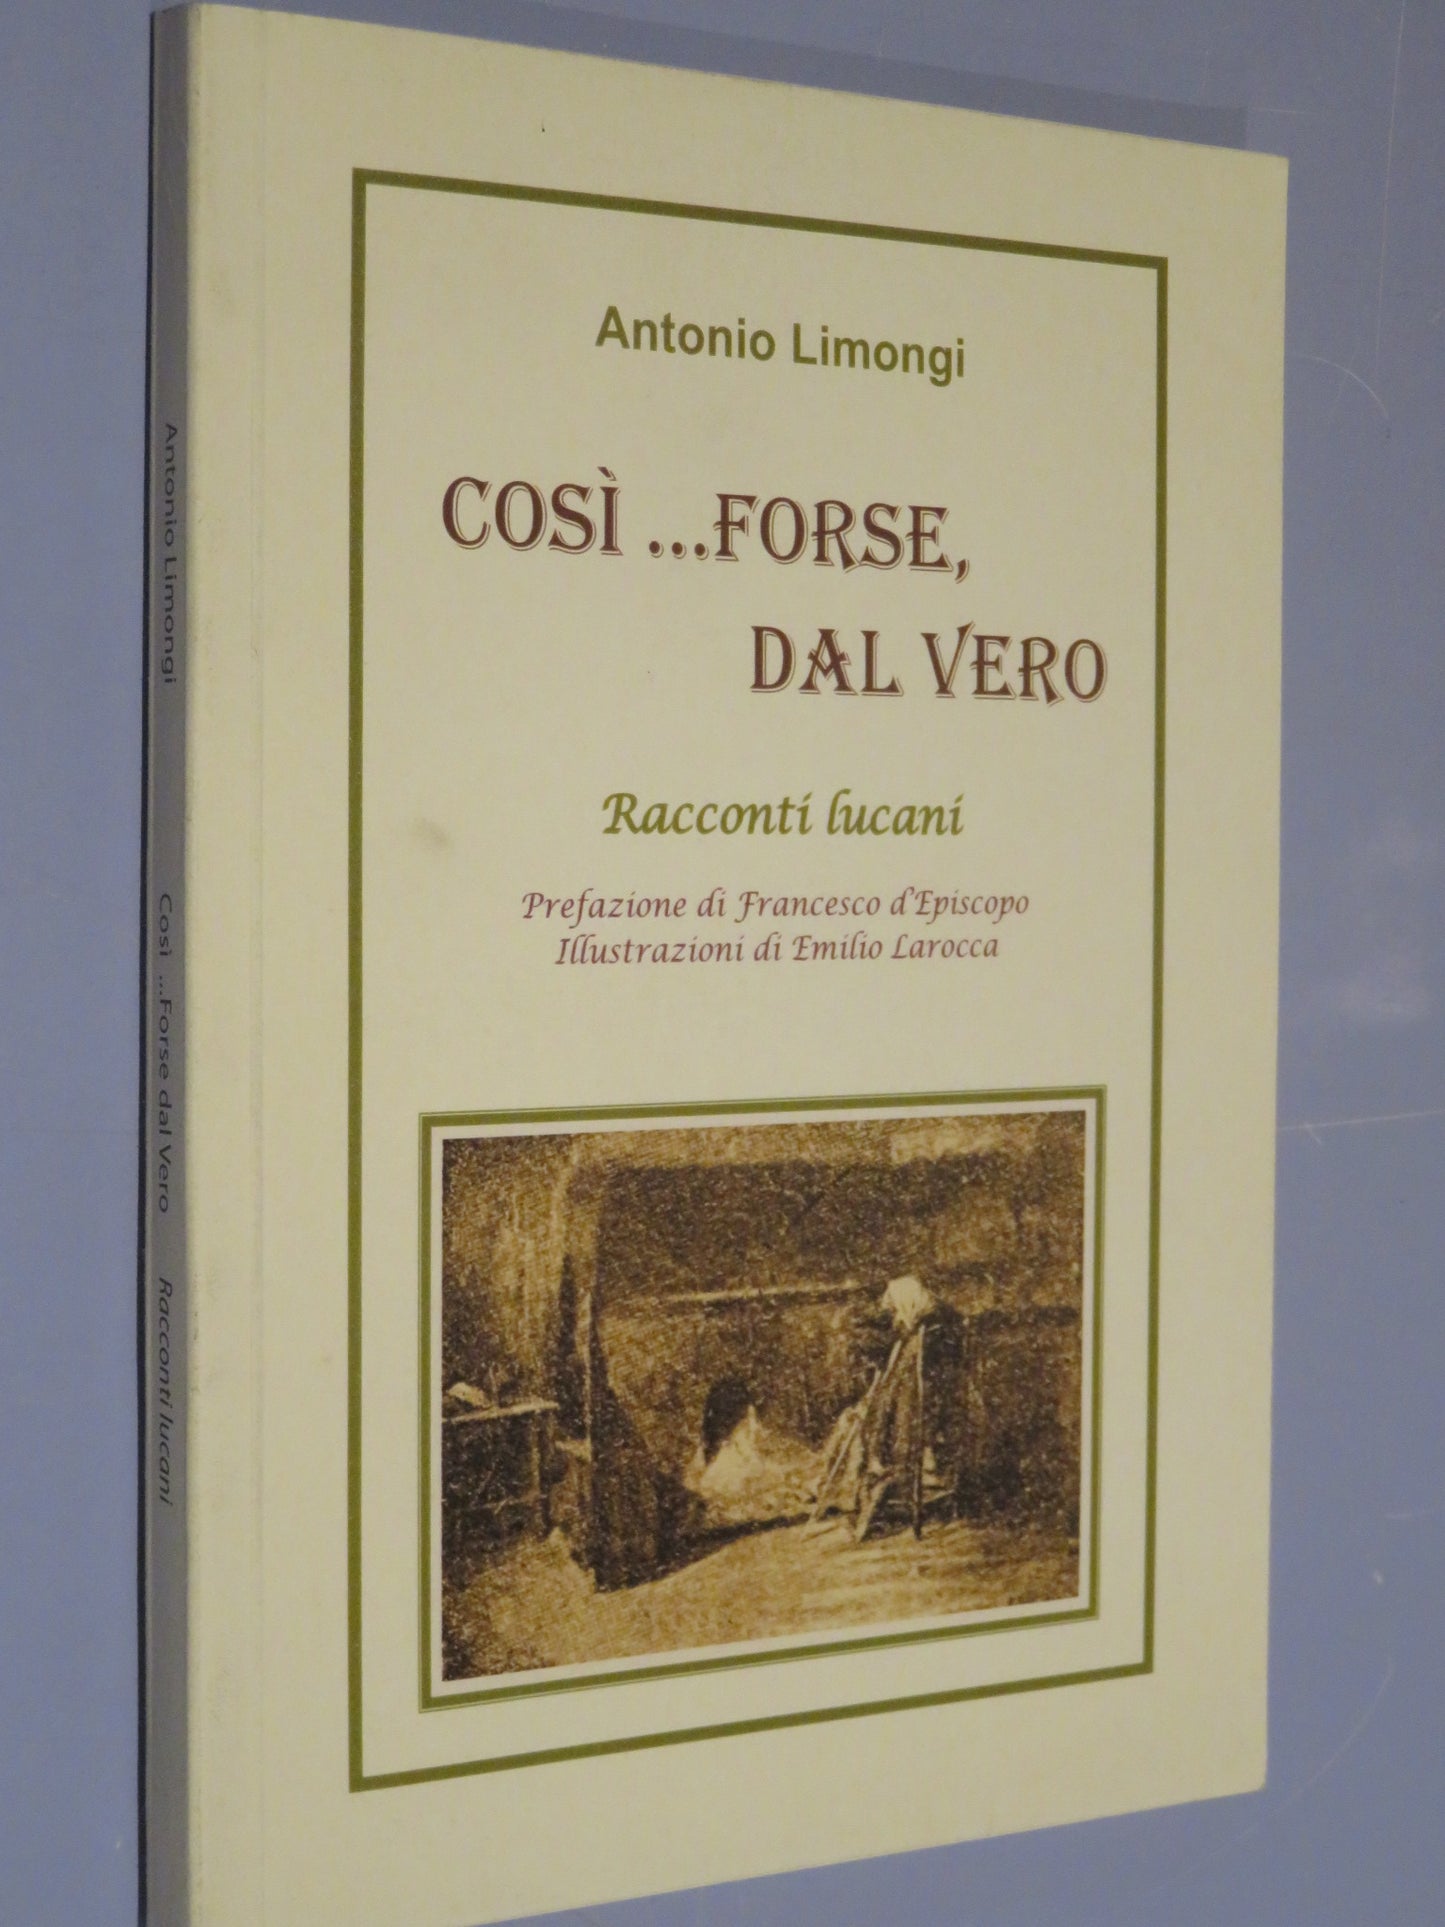 Antonio Limongi
COSÌ ...FORSE,
DAL VERO
Racconti lucani
Prefazione di Francesco d'Episcopo
Illustrazioni di Emilio Larocca
Antonio Limongi Così ...Forse dal Vero Racconti lucani